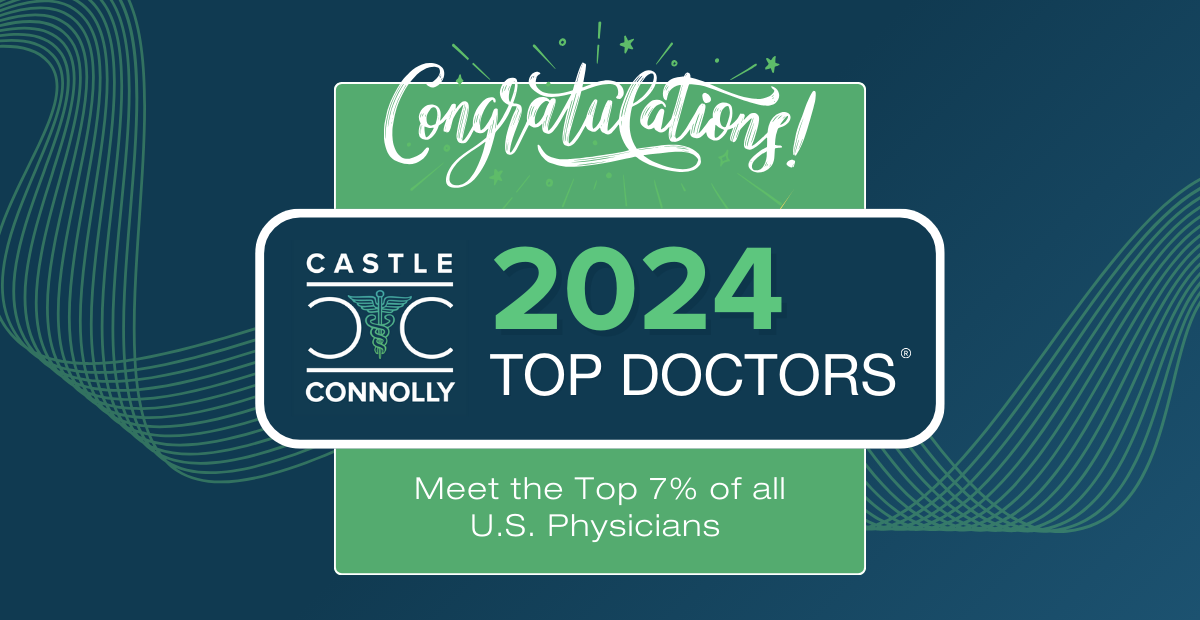 Congratulations!
CASTLE
CONNOLLY
2024
TOP DOCTORS®
Meet the Top 7% of all
U.S. Physicians